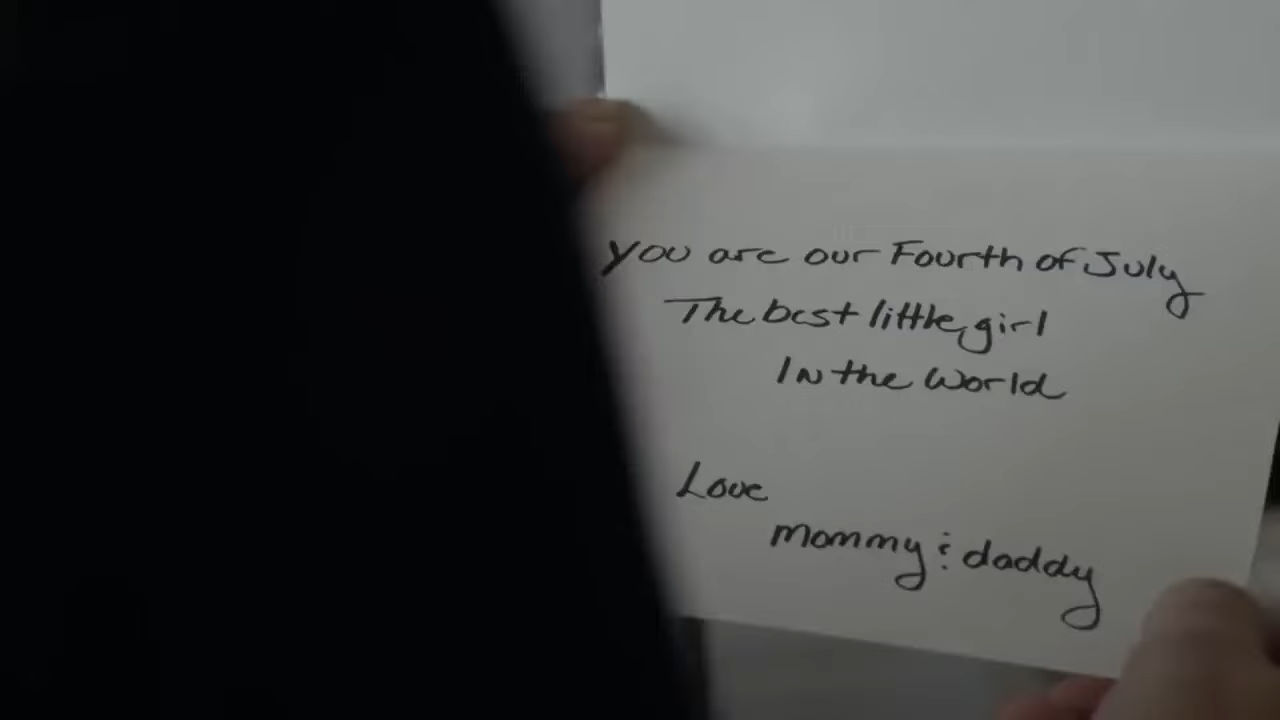 you are our Fourth of July
The best little girl
In the World
Love
mommy & daddy